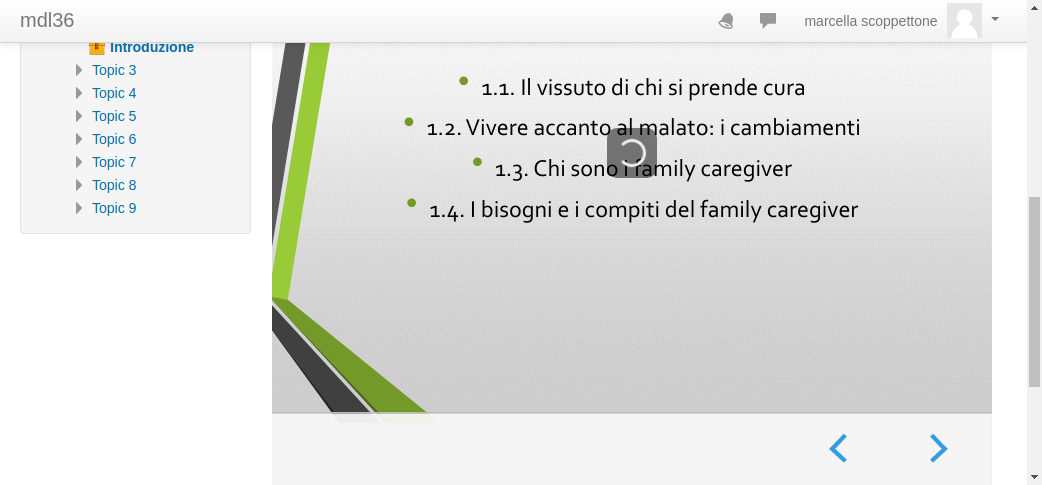 mdl36
marcella scoppettone
Introduzione
Topic 3
Topic 4
Topic 5
Topic 6
Topic 7
Topic 8
Topic 9
1.1. Il vissuto di chi si prende cura
1.2. Vivere accanto al malato: i cambiamenti
1.3. Chi sono i family caregiver
1.4. I bisogni e i compiti del family caregiver